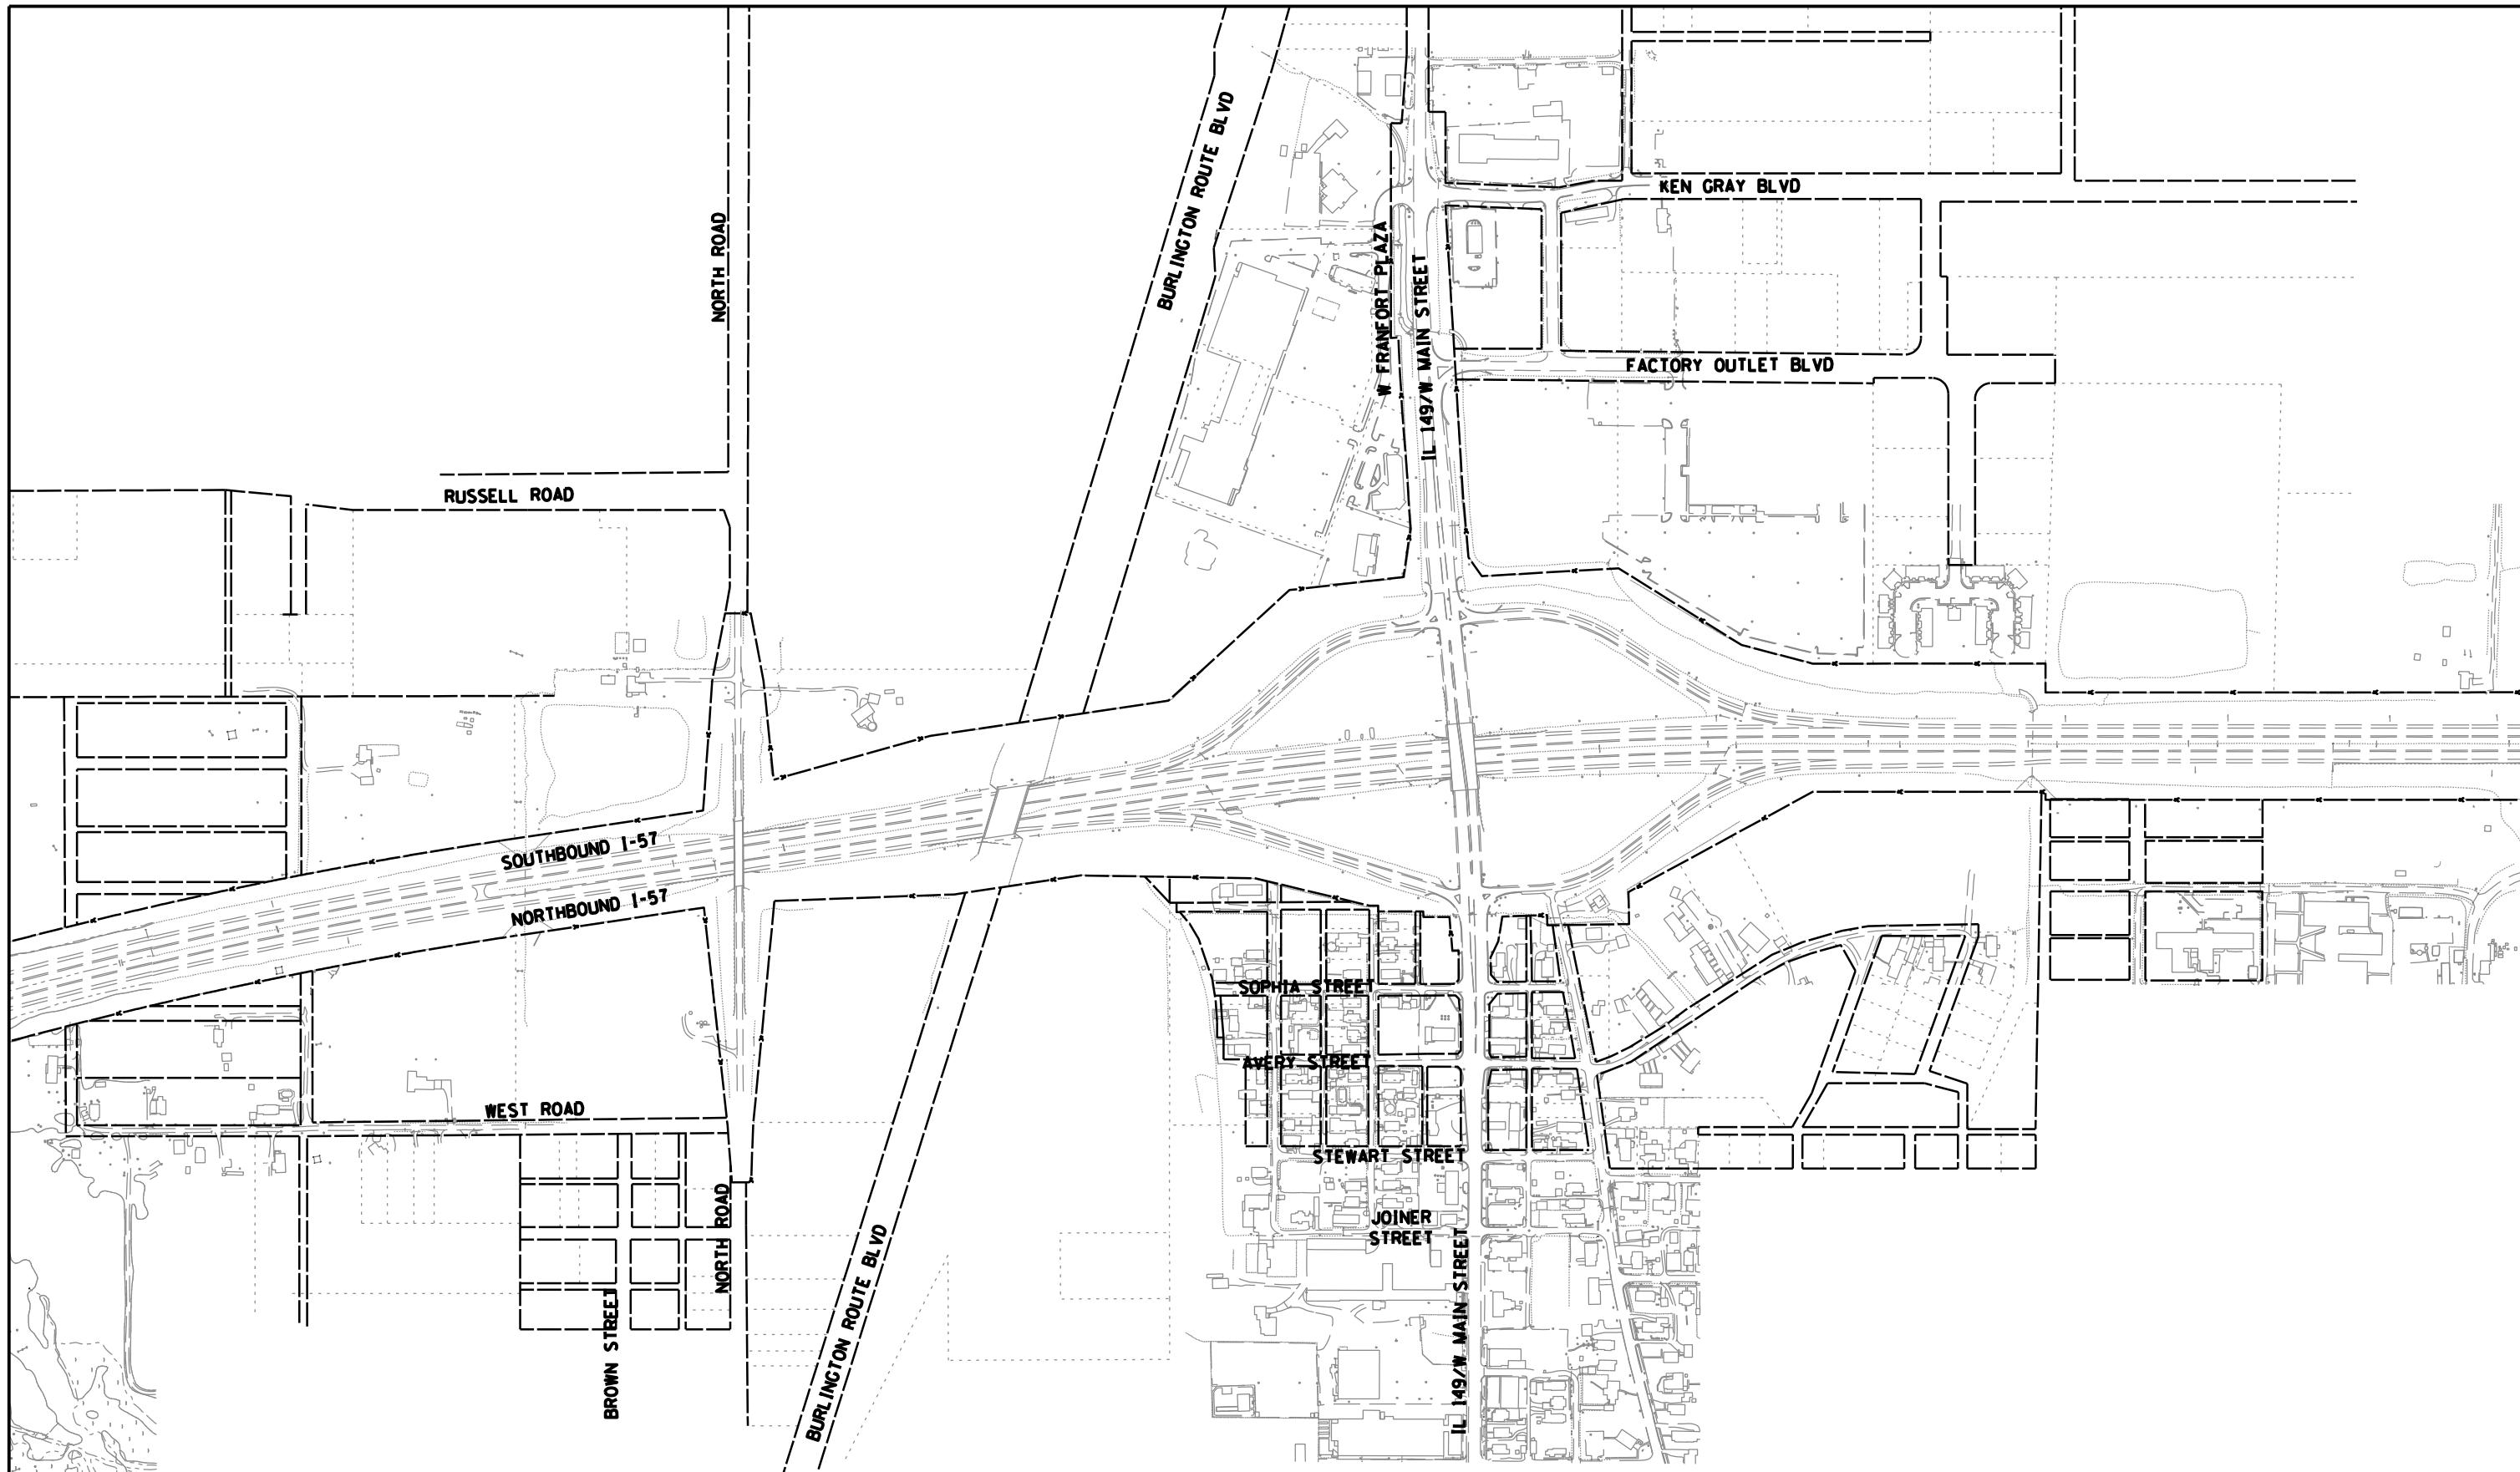 BURLINGTON ROUTE BLVD
KEN GRAY BLVD
NORTH ROAD
W FRANFORT PLAZA
IL 149/W MAIN STREET
FACTORY OUTLET BLVD
RUSSELL ROAD
SOUTHBOUND I-57
NORTHBOUND I-57
SOPHIA STREET
AVERY STREET
WEST ROAD
STEWART STREET
NORTH ROAD
JOINER
STREET
BURLINGTON ROUTE BLVD
IL 149/W MAIN STREET
BROWN STREET